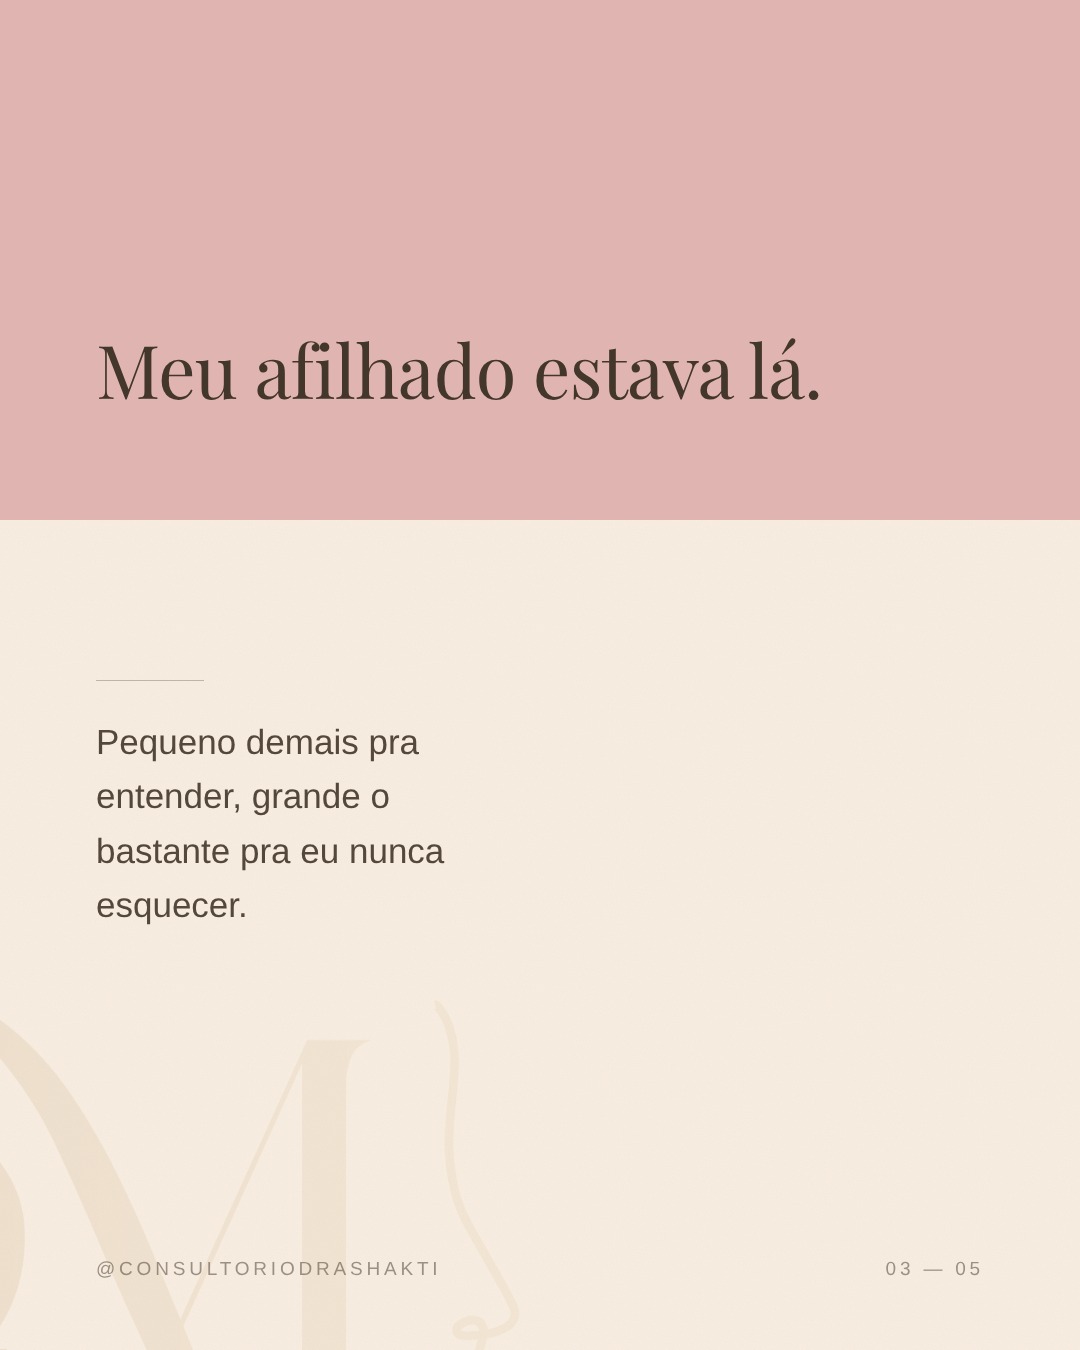 Meu afilhado estava lá.
Pequeno demais pra
entender, grande o
bastante pra eu nunca
esquecer.
@CONSULTORIODRASHAKTI
03 — 05